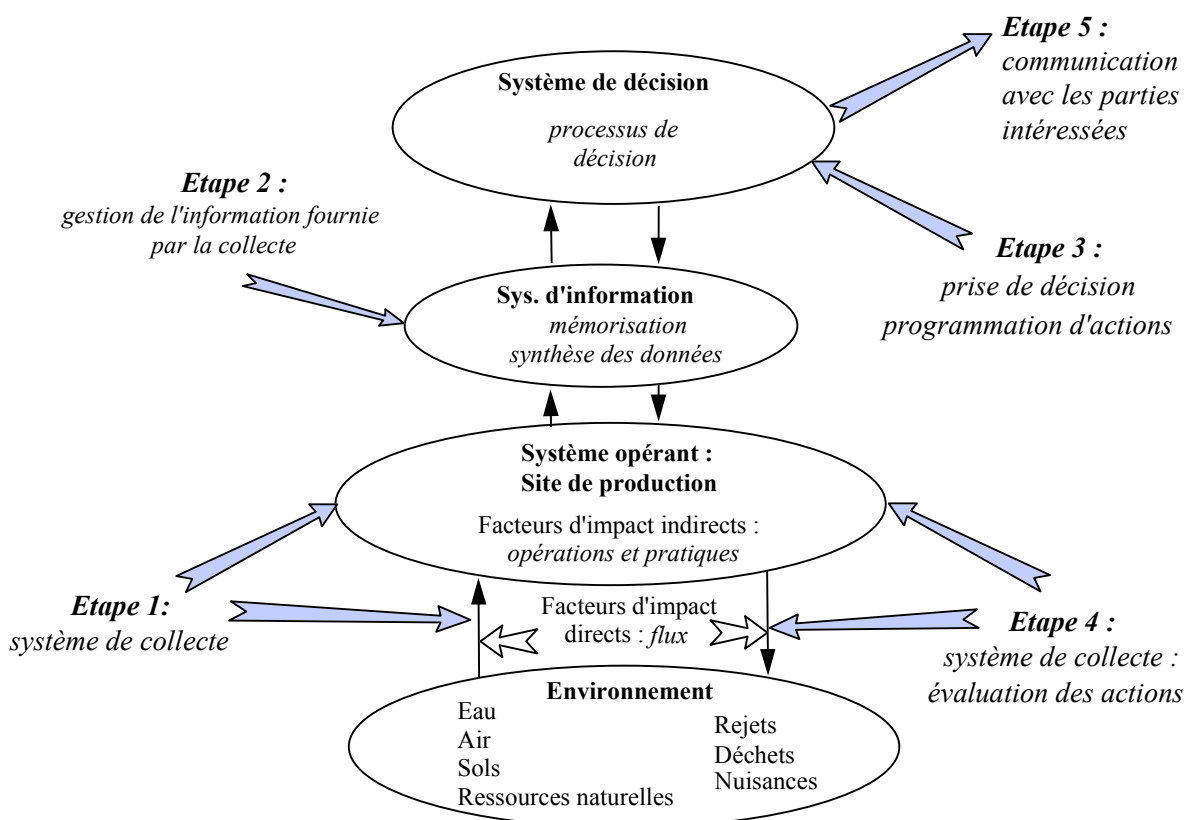 Etape 5 :
communication
avec les parties
intéressées
Système de décision
processus de
décision
Etape 2 :
gestion de l'information fournie
par la collecte
Etape 3 :
prise de décision
programmation d'actions
Sys. d'information
mémorisation
synthèse des données
Système opérant :
Site de production
Facteurs d'impact indirects :
opérations et pratiques
Etape 1:
système de collecte
Facteurs d'impact
directs : flux
Etape 4 :
système de collecte :
évaluation des actions
Environnement
Eau
Air
Sols
Ressources naturelles
Rejets
Déchets
Nuisances